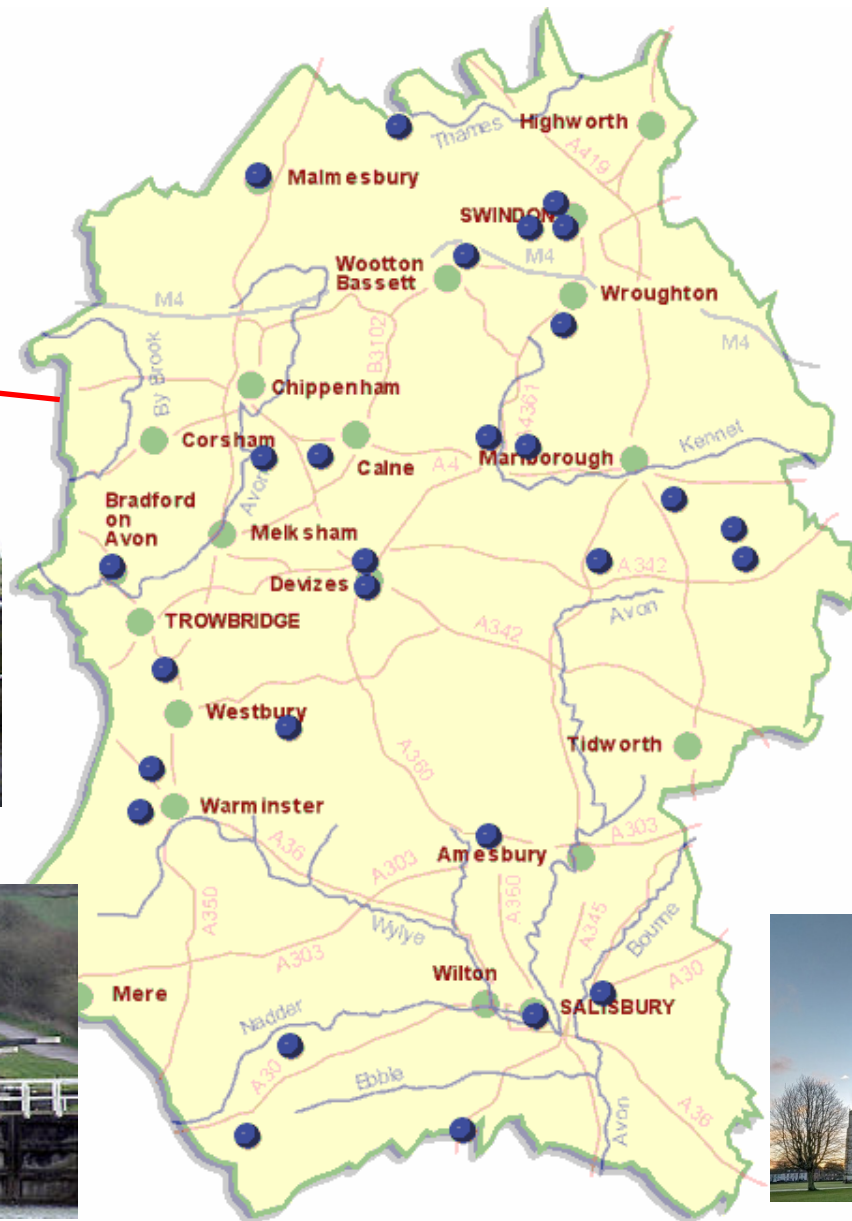 Thames
Highworth
A419
Malmesbury
SWINDON
Wootton
Bassett
M4
M4
Wroughton
M4
By Brook
B3102
A4361
Chippenham
Corsham
Calne
Avon
A4
Marlborough
Kennet
Bradford
on
Avon
Melksham
Devizes
A342
Avon
TROWBRIDGE
A342
Westbury
Tidworth
A360
Warminster
A36
A303
Amesbury
A303
A350
A360
A345
Bourne
Wylye
A303
A30
Mere
Wilton
SALISBURY
Nadder
A30
Ebble
Avon
A36